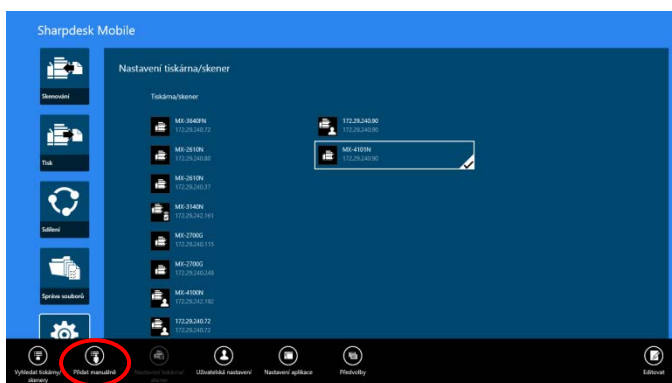 Sharpdesk Mobile
Nastavení tiskárna/skener
Tiskárna/skener
Skenování
Tisk
Sdílení
Správa souborů
MX-3640FN
172.29.240.72
MX-2610N
172.29.240.80
MX-2610N
172.29.240.37
MX-3140N
172.29.242.161
MX-2700G
172.29.240.115
MX-2700G
172.29.240.248
MX-4100N
172.29.242.182
172.29.240.72
172.29.240.72
172.29.240.90
172.29.240.90
MX-4101N
172.29.240.90
Vyhledat tiskárny/
skenery
Přidat manuálně
Nastavení tiskárna/
skener
Uživatelská nastavení
Nastavení aplikace
Předvolby
Editovat